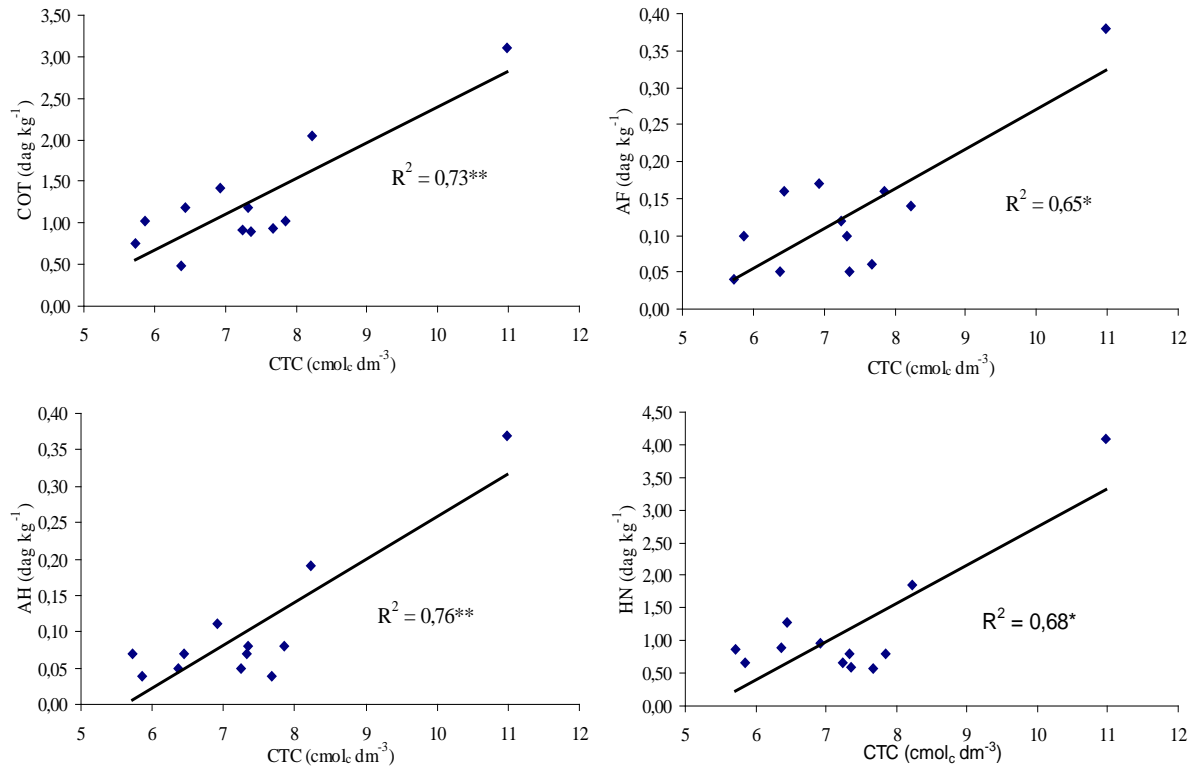 3,50
3,00
2,50
2,00
1,50
1,00
0,50
0,00
COT (dag kg⁻¹)
R² = 0,73**
5 6 7 8 9 10 11 12
CTC (cmolc dm⁻³)
0,40
0,35
0,30
0,25
0,20
0,15
0,10
0,05
0,00
AF (dag kg⁻¹)
R² = 0,65*
5 6 7 8 9 10 11 12
CTC (cmolc dm⁻³)
0,40
0,35
0,30
0,25
0,20
0,15
0,10
0,05
0,00
AH (dag kg⁻¹)
R² = 0,76**
5 6 7 8 9 10 11 12
CTC (cmolc dm⁻³)
4,50
4,00
3,50
3,00
2,50
2,00
1,50
1,00
0,50
0,00
HN (dag kg⁻¹)
R² = 0,68*
5 6 7 8 9 10 11 12
CTC (cmolc dm⁻³)